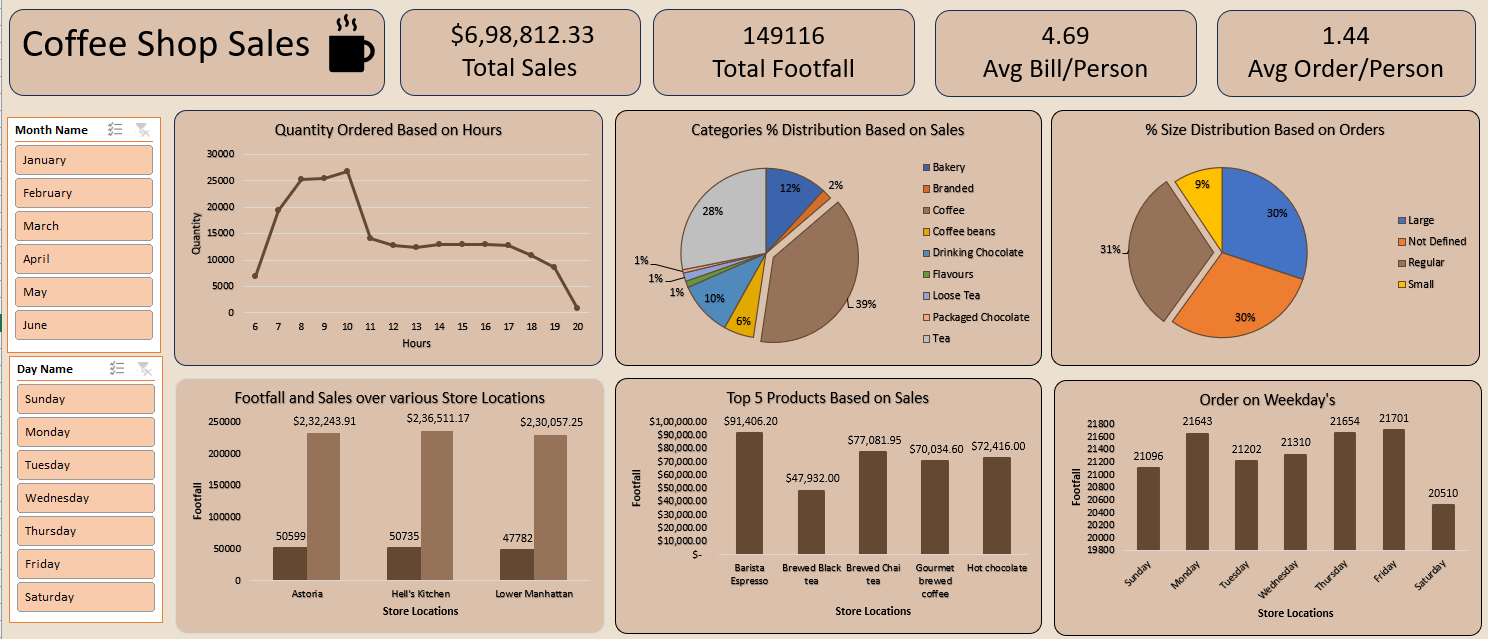 Coffee Shop Sales
$6,98,812.33
Total Sales
149116
Total Footfall
4.69
Avg Bill/Person
1.44
Avg Order/Person
Month Name
January
February
March
April
May
June
Day Name
Sunday
Monday
Tuesday
Wednesday
Thursday
Friday
Saturday
Quantity Ordered Based on Hours
30000
25000
20000
15000
10000
5000
0
Quantity
6 7 8 9 10 11 12 13 14 15 16 17 18 19 20
Hours
Categories % Distribution Based on Sales
12%
2%
39%
6%
10%
1%
1%
1%
28%
Bakery
Branded
Coffee
Coffee beans
Drinking Chocolate
Flavours
Loose Tea
Packaged Chocolate
Tea
% Size Distribution Based on Orders
9%
30%
31%
30%
Large
Not Defined
Regular
Small
Footfall and Sales over various Store Locations
250000
200000
150000
100000
50000
0
Footfall
$2,32,243.91
$2,36,511.17
$2,30,057.25
50599
50735
47782
Astoria
Hell's Kitchen
Lower Manhattan
Store Locations
Top 5 Products Based on Sales
$1,00,000.00
$90,000.00
$80,000.00
$70,000.00
$60,000.00
$50,000.00
$40,000.00
$30,000.00
$20,000.00
$10,000.00
$-
Footfall
$91,406.20
$47,932.00
$77,081.95
$70,034.60
$72,416.00
Barista
Espresso
Brewed Black
tea
Brewed Chai
tea
Gourmet
brewed
coffee
Hot chocolate
Store Locations
Order on Weekday's
21800
21600
21400
21200
21000
20800
20600
20400
20200
20000
19800
Footfall
21096
21643
21202
21310
21654
21701
20510
Sunday
Monday
Tuesday
Wednesday
Thursday
Friday
Saturday
Store Locations